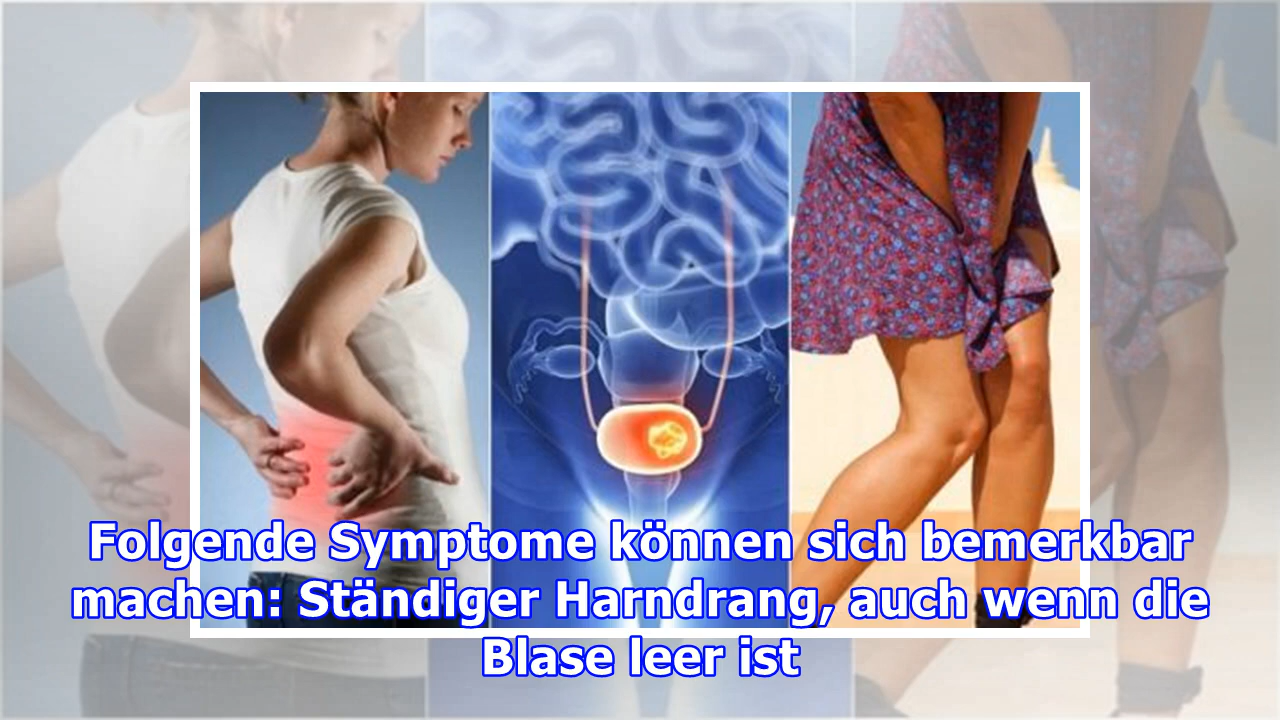 Folgende Symptome können sich bemerkbar
machen: Ständiger Harndrang, auch wenn die
Blase leer ist